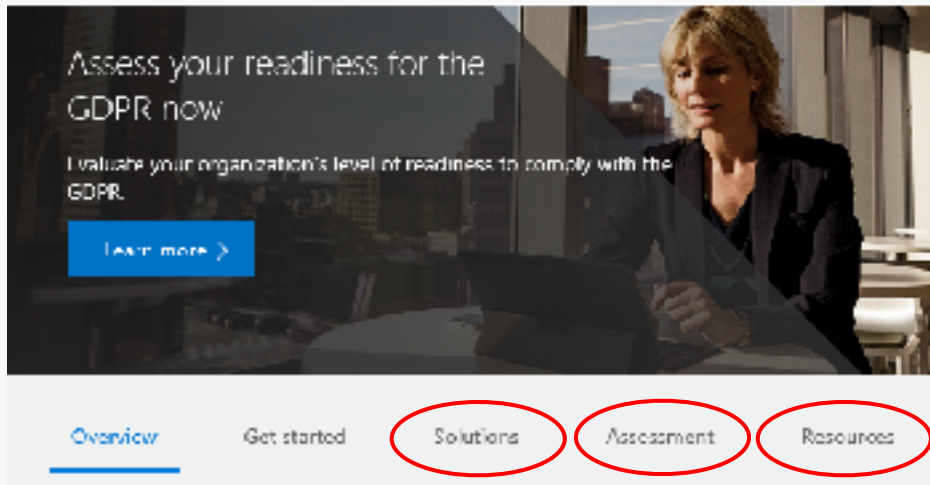 Assess your readiness for the
GDPR now
Evaluate your organization's level of readiness to comply with the
GDPR.
Learn more >
Overview Get started Solutions Assessment Resources